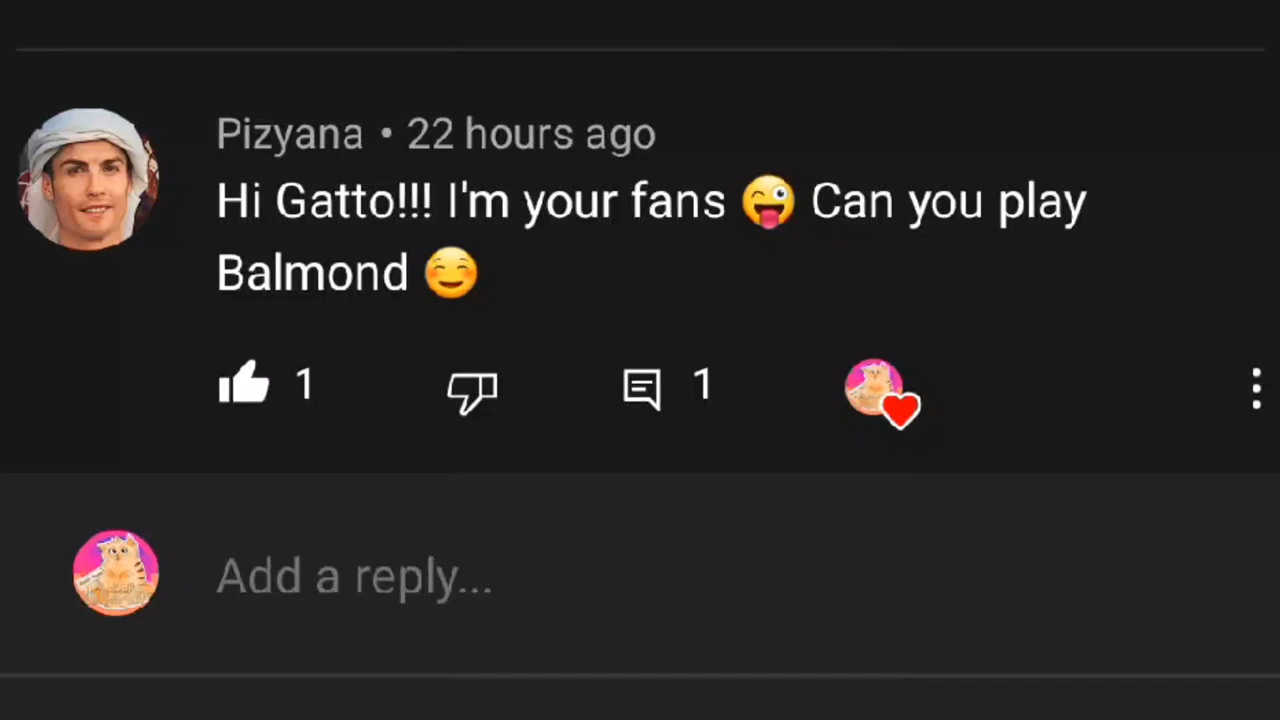 Pizyana • 22 hours ago
Hi Gatto!!! I'm your fans 😜 Can you play
Balmond ☺️
1
1
Add a reply...